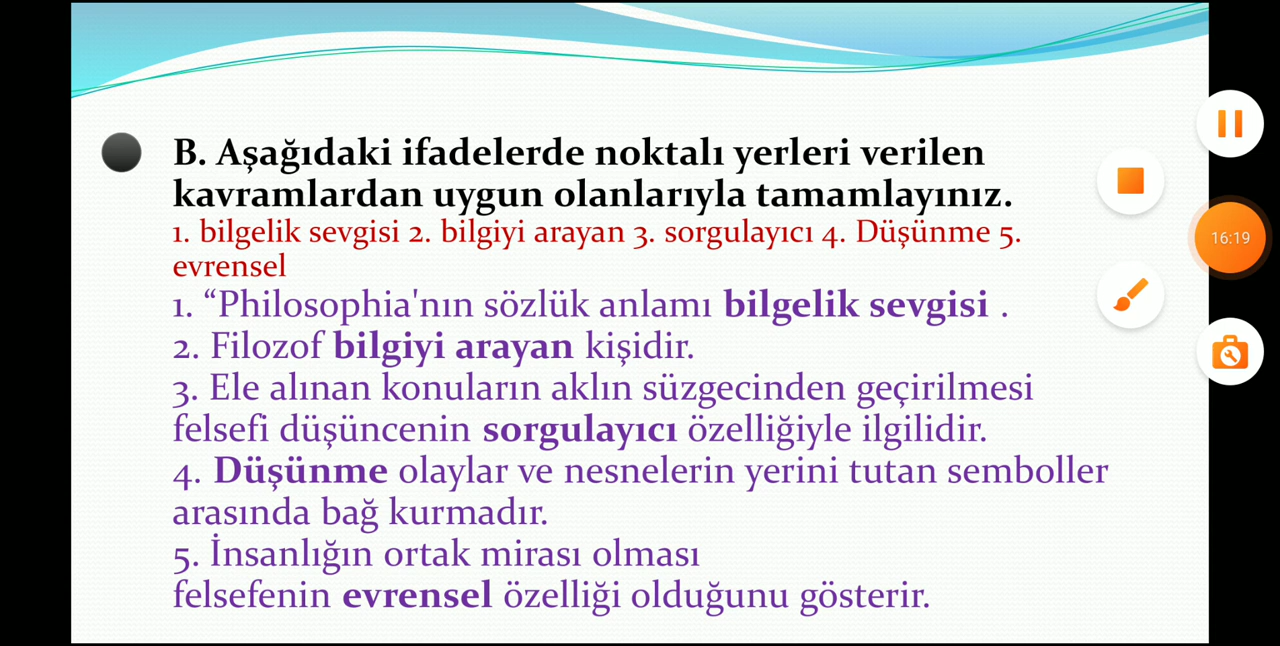 B. Aşağıdaki ifadelerde noktalı yerleri verilen
kavramlardan uygun olanlarıyla tamamlayınız.
1. bilgelik sevgisi 2. bilgiyi arayan 3. sorgulayıcı 4. Düşünme 5.
evrensel
1. “Philosophia'nın sözlük anlamı bilgelik sevgisi .
2. Filozof bilgiyi arayan kişidir.
3. Ele alınan konuların aklın süzgecinden geçirilmesi
felsefi düşüncenin sorgulayıcı özelliğiyle ilgilidir.
4. Düşünme olaylar ve nesnelerin yerini tutan semboller
arasında bağ kurmadır.
5. İnsanlığın ortak mirası olması
felsefenin evrensel özelliği olduğunu gösterir.
16:19